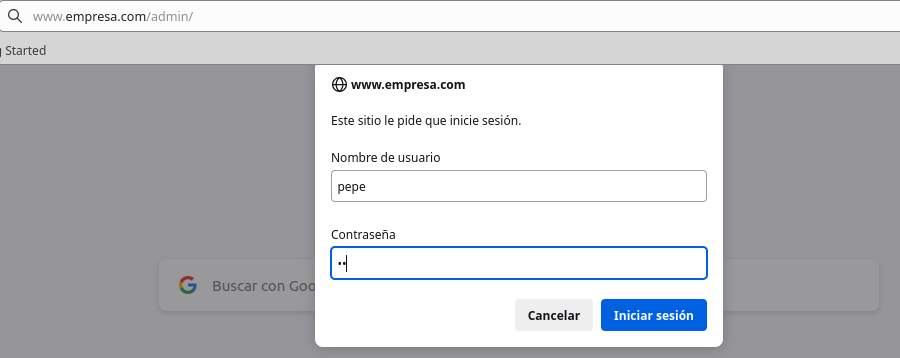 www.empresa.com/admin/
Started
www.empresa.com
Este sitio le pide que inicie sesión.
Nombre de usuario
pepe
Contraseña
••
Buscar con Goo
Cancelar
Iniciar sesión